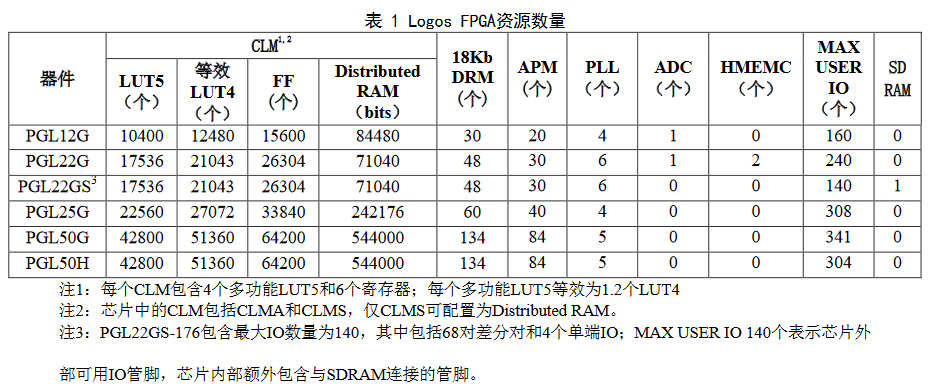 表 1 Logos FPGA资源数量
器件 CLM1,2 18Kb DRM (个) APM (个) PLL (个) ADC (个) HMEMC (个) MAX USER IO (个) SD RAM
LUT5 (个) 等效 LUT4 (个) FF (个) Distributed RAM (bits)
PGL12G 10400 12480 15600 84480 30 20 4 1 0 160 0
PGL22G 17536 21043 26304 71040 48 30 6 1 2 240 0
PGL22GS3 17536 21043 26304 71040 48 30 6 0 0 140 1
PGL25G 22560 27072 33840 242176 60 40 4 0 0 308 0
PGL50G 42800 51360 64200 544000 134 84 5 0 0 341 0
PGL50H 42800 51360 64200 544000 134 84 5 0 0 304 0
注1：每个CLM包含4个多功能LUT5和6个寄存器；每个多功能LUT5等效为1.2个LUT4
注2：芯片中的CLM包括CLMA和CLMS，仅CLMS可配置为Distributed RAM。
注3：PGL22GS-176包含最大IO数量为140，其中包括68对差分对和4个单端IO；MAX USER IO 140个表示芯片外
部可用IO管脚，芯片内部额外包含与SDRAM连接的管脚。